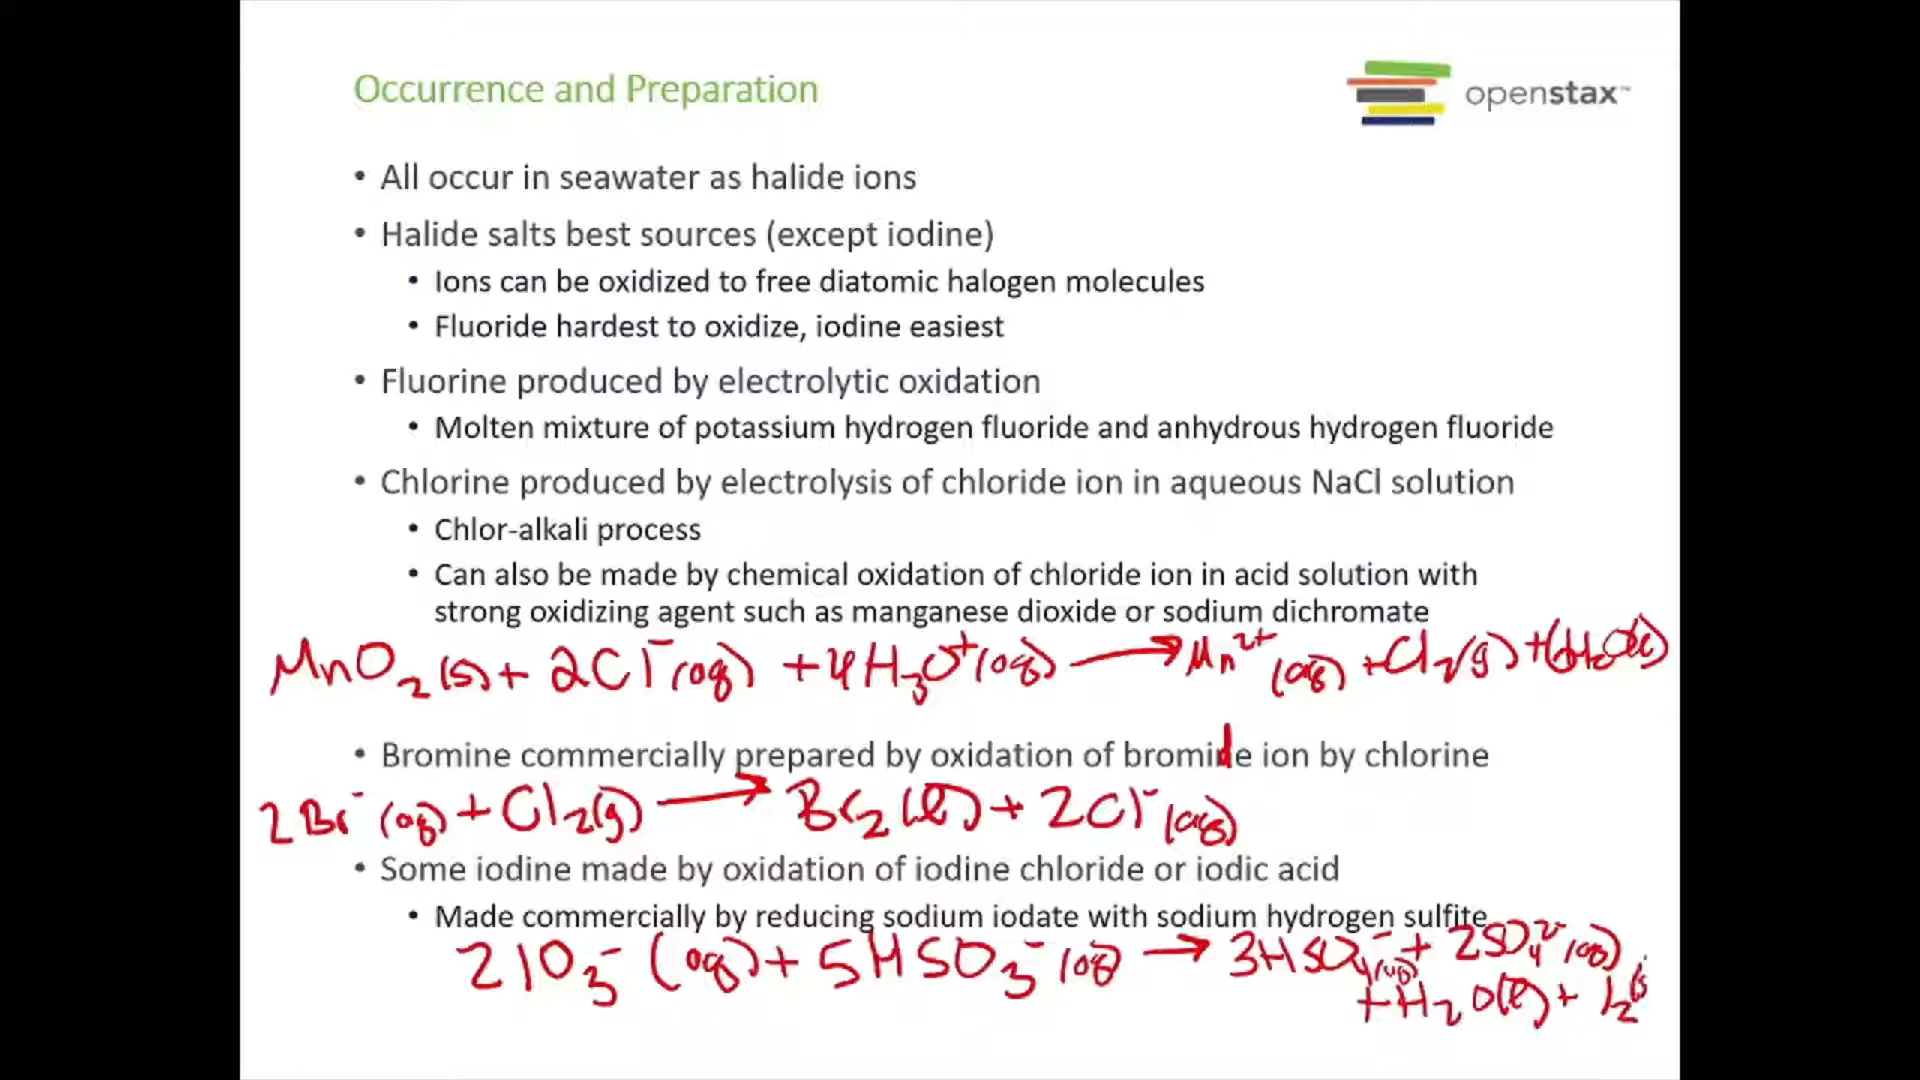 Occurrence and Preparation
openstax™
• All occur in seawater as halide ions
• Halide salts best sources (except iodine)
• Ions can be oxidized to free diatomic halogen molecules
• Fluoride hardest to oxidize, iodine easiest
• Fluorine produced by electrolytic oxidation
• Molten mixture of potassium hydrogen fluoride and anhydrous hydrogen fluoride
• Chlorine produced by electrolysis of chloride ion in aqueous NaCl solution
• Chlor-alkali process
• Can also be made by chemical oxidation of chloride ion in acid solution with
strong oxidizing agent such as manganese dioxide or sodium dichromate
MnO₂(s) + 2Cl⁻(aq) + 4H₃O⁺(aq) → Mn²⁺(aq) + Cl₂(g) +
• Bromine commercially prepared by oxidation of bromide ion by chlorine
2Br⁻(aq) + Cl₂(g) → Br₂(l) + 2Cl⁻(aq)
• Some iodine made by oxidation of iodine chloride or iodic acid
• Made commercially by reducing sodium iodate with sodium hydrogen sulfite
2IO₃⁻(aq) + 5HSO₃⁻(aq) → 3HSO₄⁻(aq) + 2SO₄²⁻(aq)
+ H₂O(l) + I₂(s